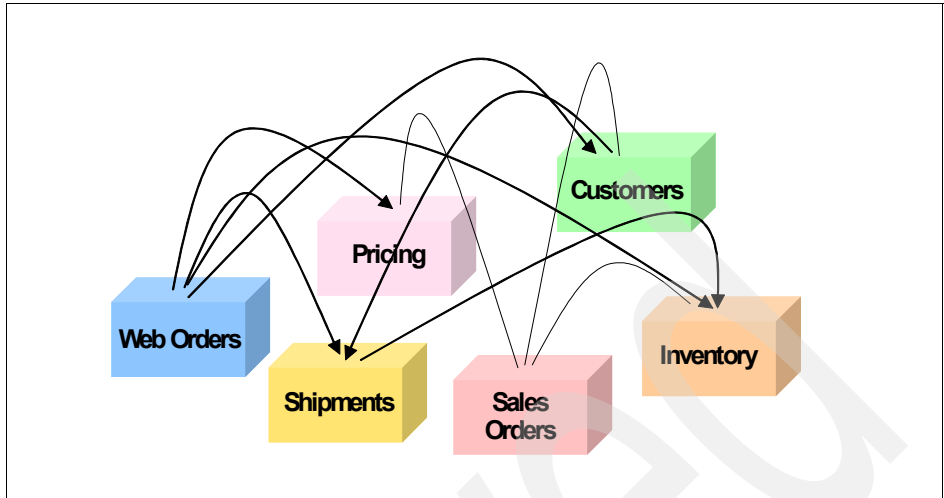 Customers
Pricing
Web Orders
Inventory
Shipments
Sales
Orders